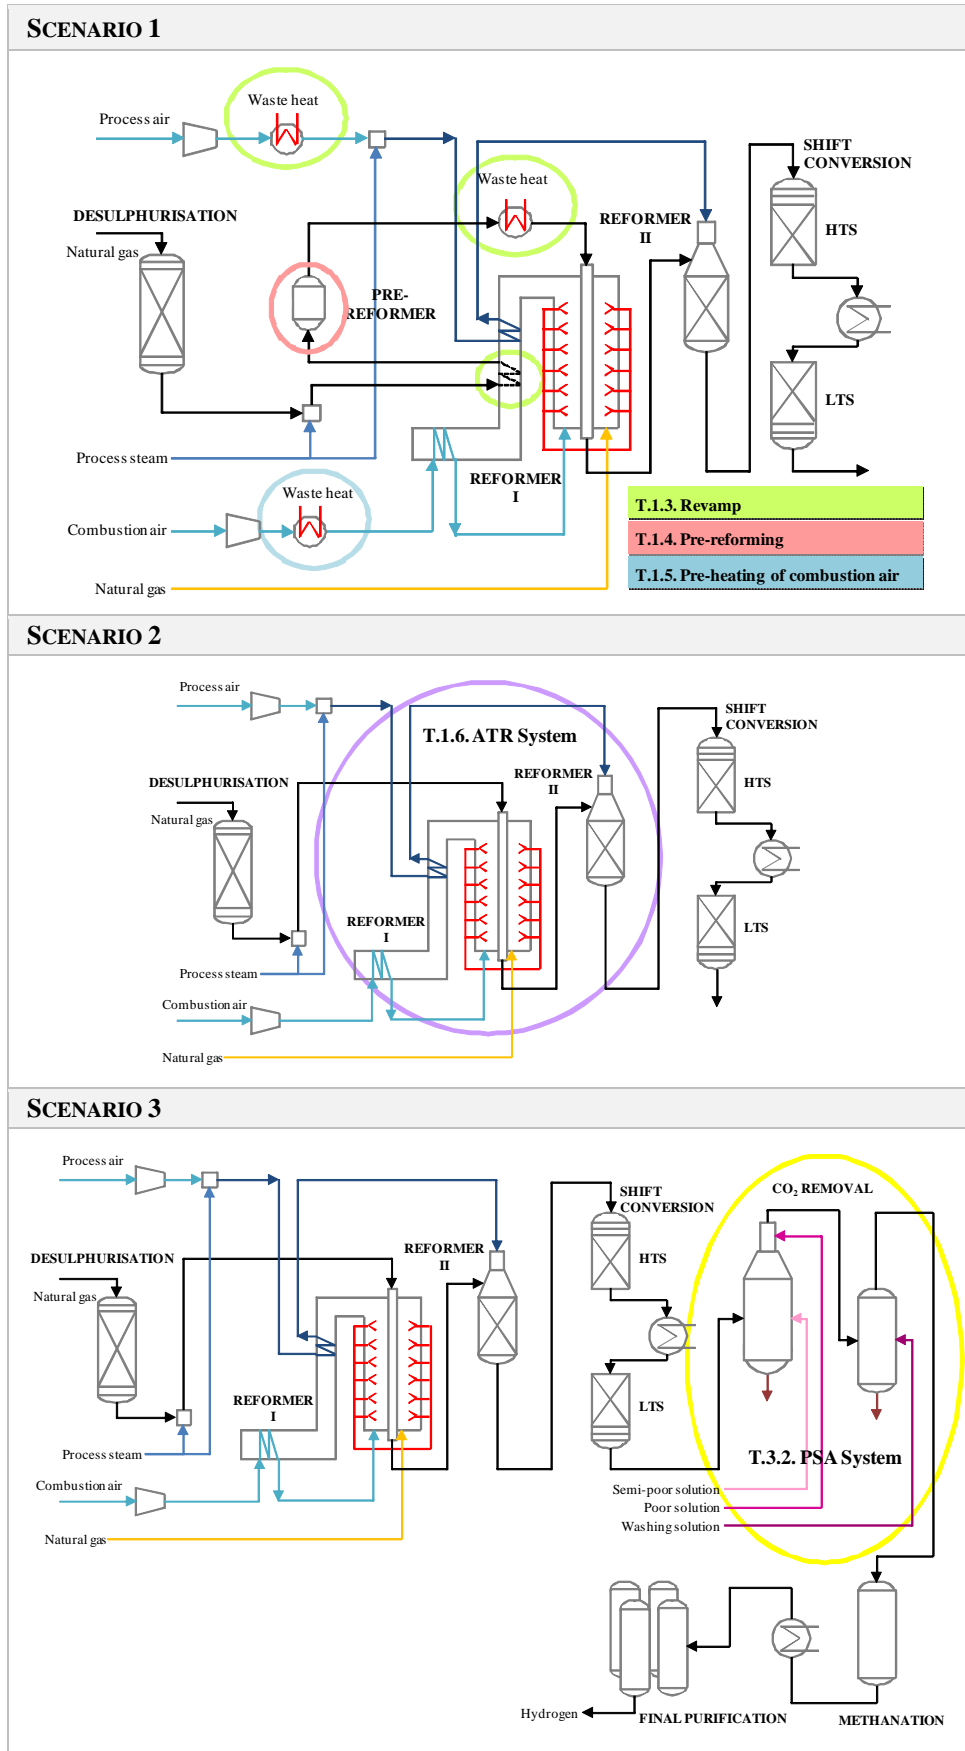 SCENARIO 1
Waste heat
Process air
Waste heat
SHIFT
CONVERSION
DESULPHURISATION
REFORMER
II
HTS
Natural gas
PRE-
REFORMER
LTS
Process steam
REFORMER
I
Waste heat
T.1.3. Revamp
Combustion air
T.1.4. Pre-reforming
T.1.5. Pre-heating of combustion air
Natural gas
SCENARIO 2
Process air
SHIFT
CONVERSION
T.1.6. ATR System
REFORMER
II
DESULPHURISATION
HTS
Natural gas
REFORMER
I
LTS
Process steam
Combustion air
Natural gas
SCENARIO 3
Process air
CO₂ REMOVAL
SHIFT
CONVERSION
REFORMER
II
DESULPHURISATION
HTS
Natural gas
REFORMER
I
LTS
Process steam
T.3.2. PSA System
Combustion air
Semi-poor solution
Poor solution
Washing solution
Natural gas
Hydrogen
FINAL PURIFICATION
METHANATION